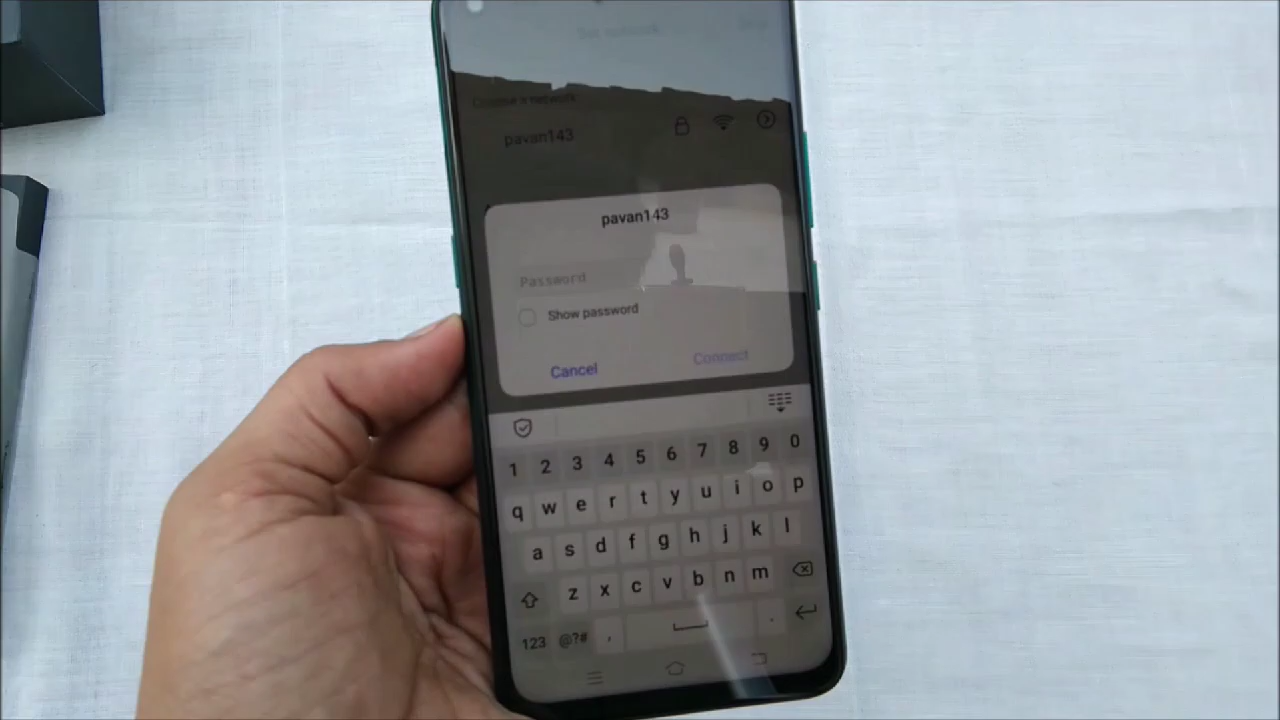 Choose a network
pavan143
pavan143
Password
Show password
Cancel Connect
1 2 3 4 5 6 7 8 9 0
q w e r t y u i o p
a s d f g h j k l
z x c v b n m
123 @?# , .